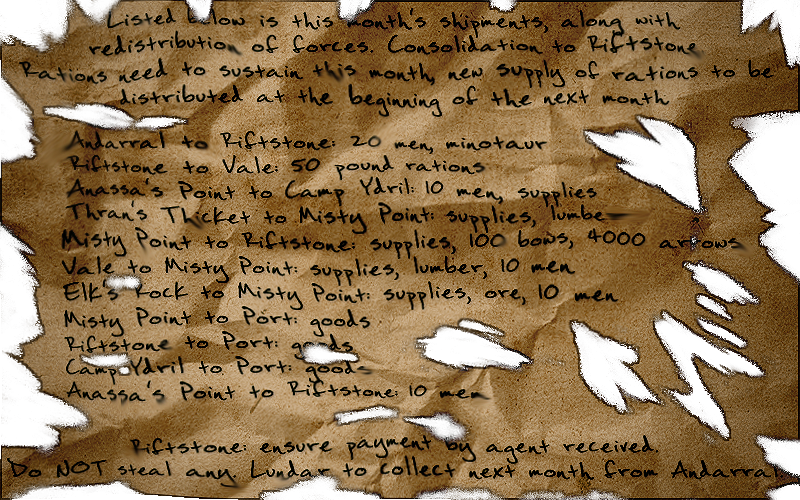 Listed below is this month's shipments, along with
redistribution of forces. Consolidation to Riftstone
Rations need to sustain this month, new supply of rations to be
distributed at the beginning of the next month
Andarral to Riftstone: 20 men, minotaur
Riftstone to Vale: 50 pound rations
Anassa's Point to Camp Ydril: 10 men, supplies
Thran's Thicket to Misty Point: supplies, lumbe
Misty Point to Riftstone: supplies, 100 bows, 4000 arrows
Vale to Misty Point: supplies, lumber, 10 men
Elk's Rock to Misty Point: supplies, ore, 10 men
Misty Point to Port: goods
Riftstone to Port: goods
Camp Ydril to Port: goods
Anassa's Point to Riftstone: 10 men
Riftstone: ensure payment by agent received.
Do NOT steal any. Lundar to collect next month from Andarral